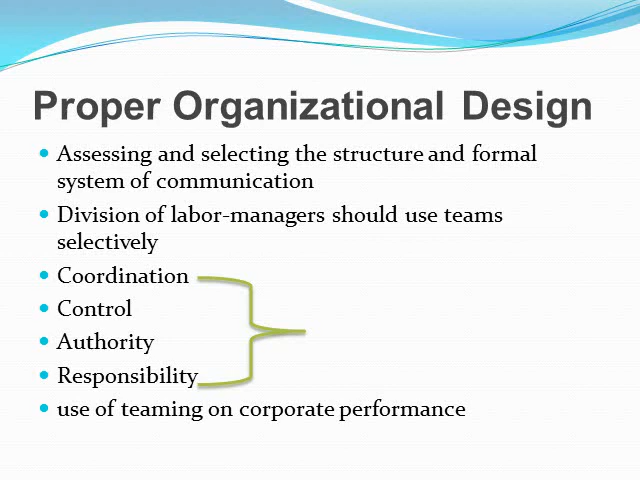 Proper Organizational Design
Assessing and selecting the structure and formal
system of communication
Division of labor-managers should use teams
selectively
Coordination
Control
Authority
Responsibility
use of teaming on corporate performance